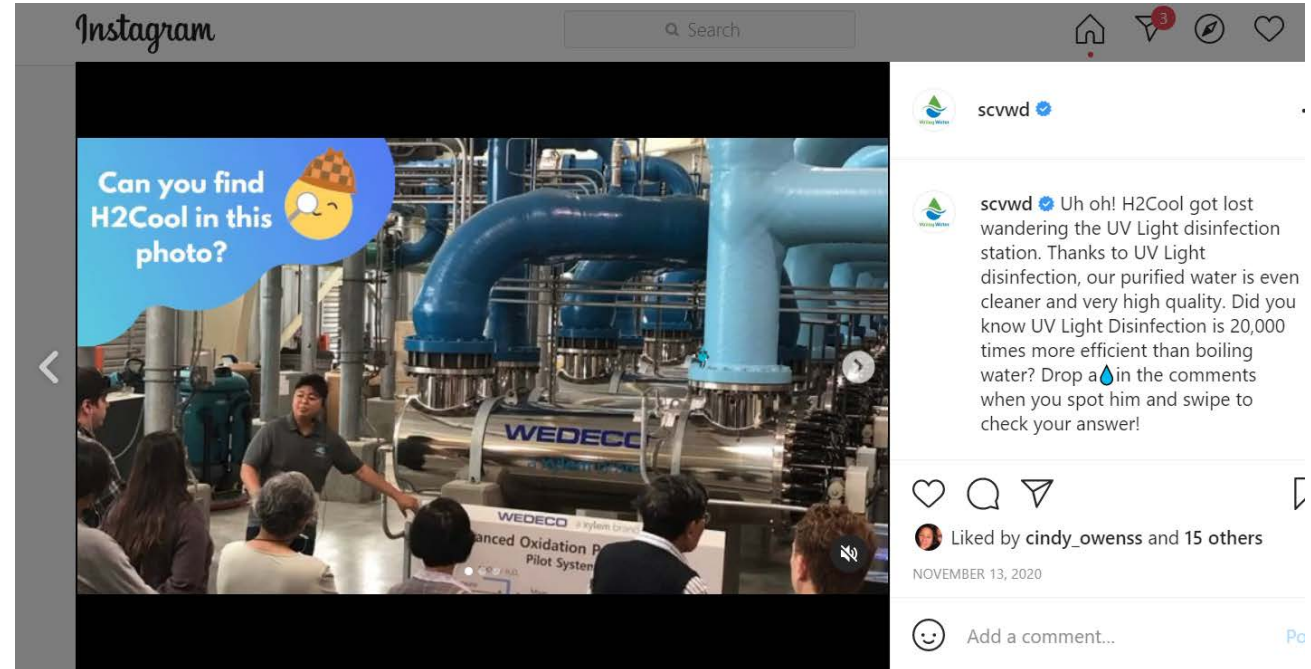 Instagram
Search
3
scvwd
Can you find
H2Cool in this
photo?
WEDECO
a xylem brand
WEDECO a xylem brand
anced Oxidation P
Pilot System
scvwd Uh oh! H2Cool got lost
wandering the UV Light disinfection
station. Thanks to UV Light
disinfection, our purified water is even
cleaner and very high quality. Did you
know UV Light Disinfection is 20,000
times more efficient than boiling
water? Drop a💧in the comments
when you spot him and swipe to
check your answer!
Liked by cindy_owenss and 15 others
NOVEMBER 13, 2020
Add a comment...
Po